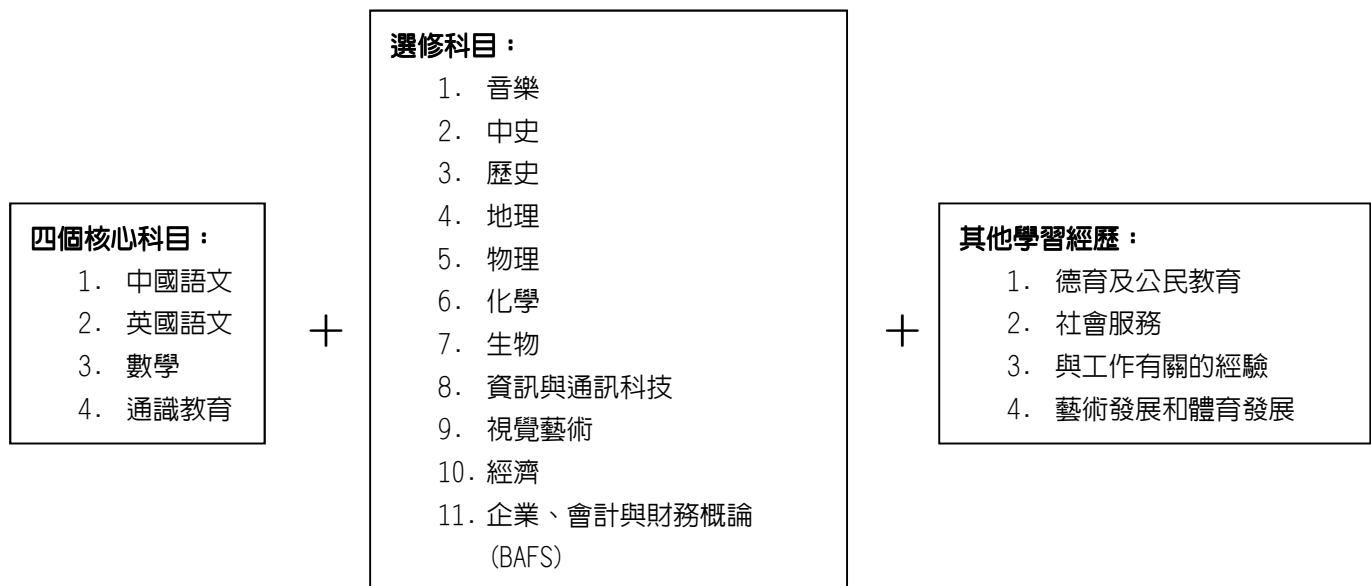 四個核心科目：
1. 中國語文
2. 英國語文
3. 數學
4. 通識教育
＋
選修科目：
1. 音樂
2. 中史
3. 歷史
4. 地理
5. 物理
6. 化學
7. 生物
8. 資訊與通訊科技
9. 視覺藝術
10. 經濟
11. 企業、會計與財務概論
(BAFS)
＋
其他學習經歷：
1. 德育及公民教育
2. 社會服務
3. 與工作有關的經驗
4. 藝術發展和體育發展